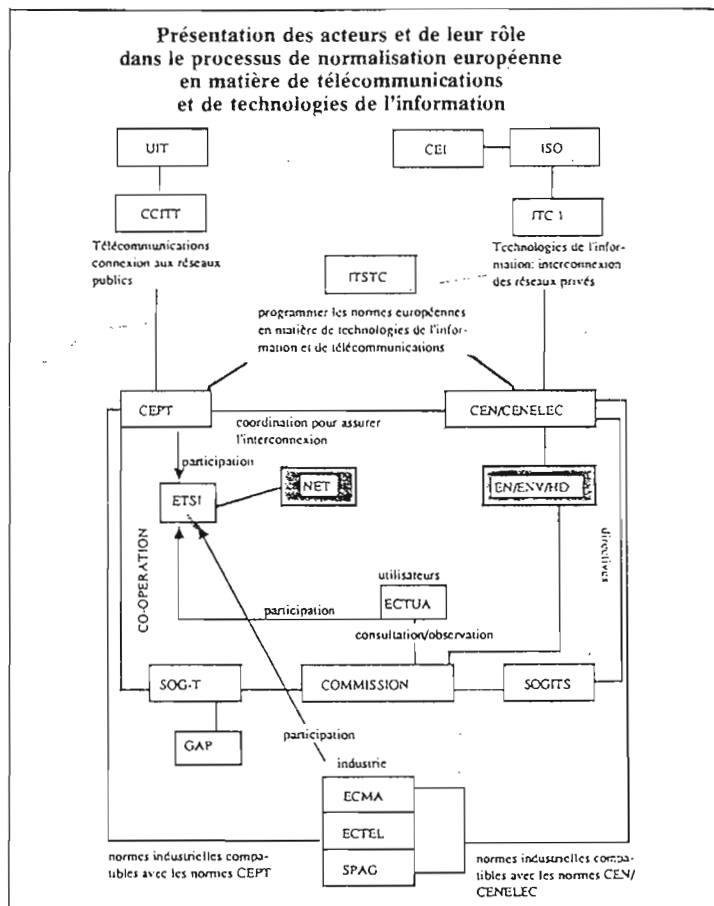 Présentation des acteurs et de leur rôle
dans le processus de normalisation européenne
en matière de télécommunications
et de technologies de l'information
UIT
CEI
ISO
CCITT
ITC 1
Télécommunications
connexion aux réseaux
publics
Technologies de l'infor-
mation: interconnexion
des réseaux privés
ITSTC
programmer les normes européennes
en matière de technologies de l'infor-
mation et de télécommunications
CEPT
CEN/CENELEC
coordination pour assurer
l'interconnexion
participation
ETSI
NET
EN/ENV/HD
CO-OPERATION
directives
utilisateurs
ECTUA
participation
consultation/observation
SOG-T
COMMISSION
SOGITS
GAP
participation
industrie
ECMA
ECTEL
SPAG
normes industrielles compa-
tibles avec les normes CEPT
normes industrielles compa-
tibles avec les normes CEN/
CENELEC